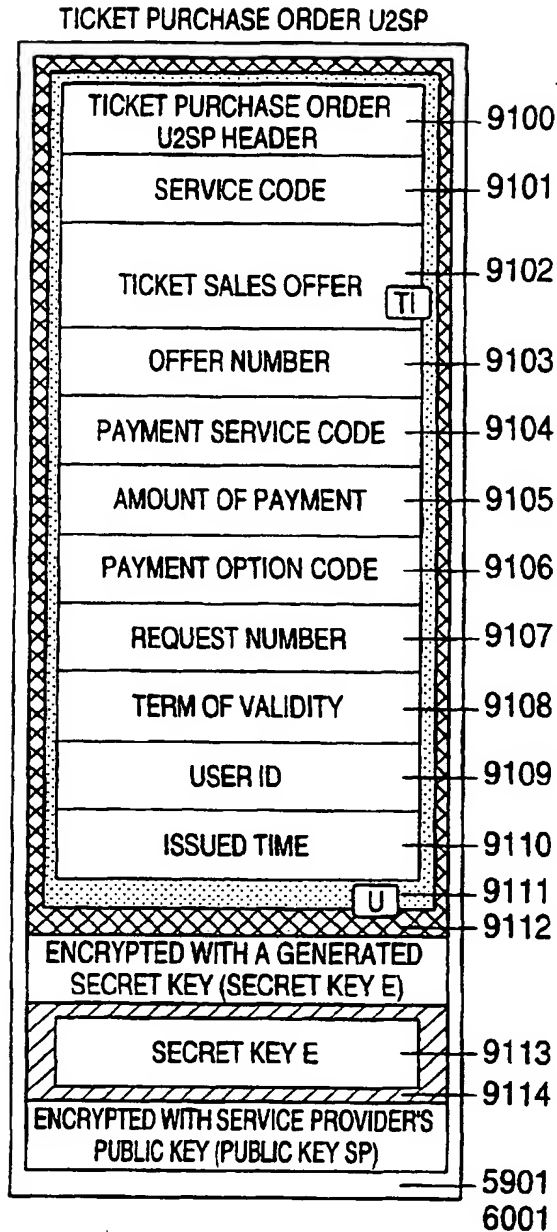 TICKET PURCHASE ORDER U2SP
TICKET PURCHASE ORDER
U2SP HEADER
9100
SERVICE CODE
9101
TICKET SALES OFFER
9102
TI
OFFER NUMBER
9103
PAYMENT SERVICE CODE
9104
AMOUNT OF PAYMENT
9105
PAYMENT OPTION CODE
9106
REQUEST NUMBER
9107
TERM OF VALIDITY
9108
USER ID
9109
ISSUED TIME
9110
U
9111
9112
ENCRYPTED WITH A GENERATED
SECRET KEY (SECRET KEY E)
SECRET KEY E
9113
9114
ENCRYPTED WITH SERVICE PROVIDER'S
PUBLIC KEY (PUBLIC KEY SP)
5901
6001